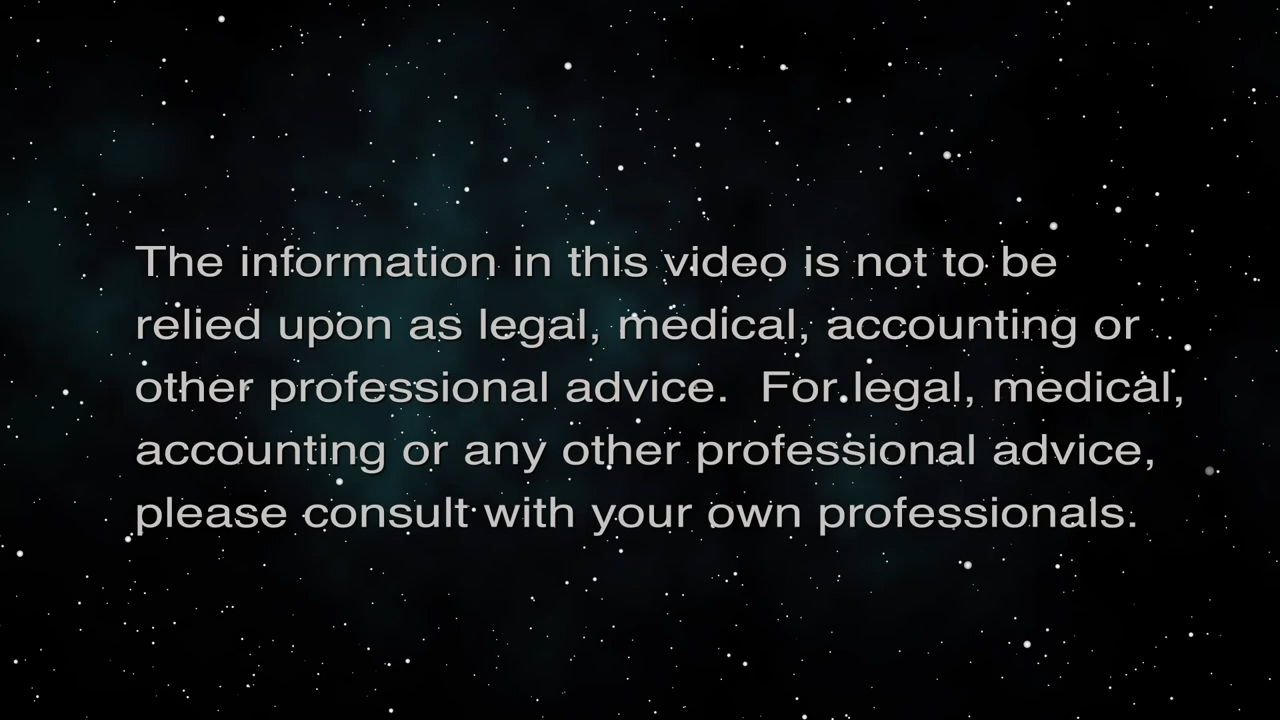 The information in this video is not to be
relied upon as legal, medical, accounting or
other professional advice.  For legal, medical,
accounting or any other professional advice,
please consult with your own professionals.